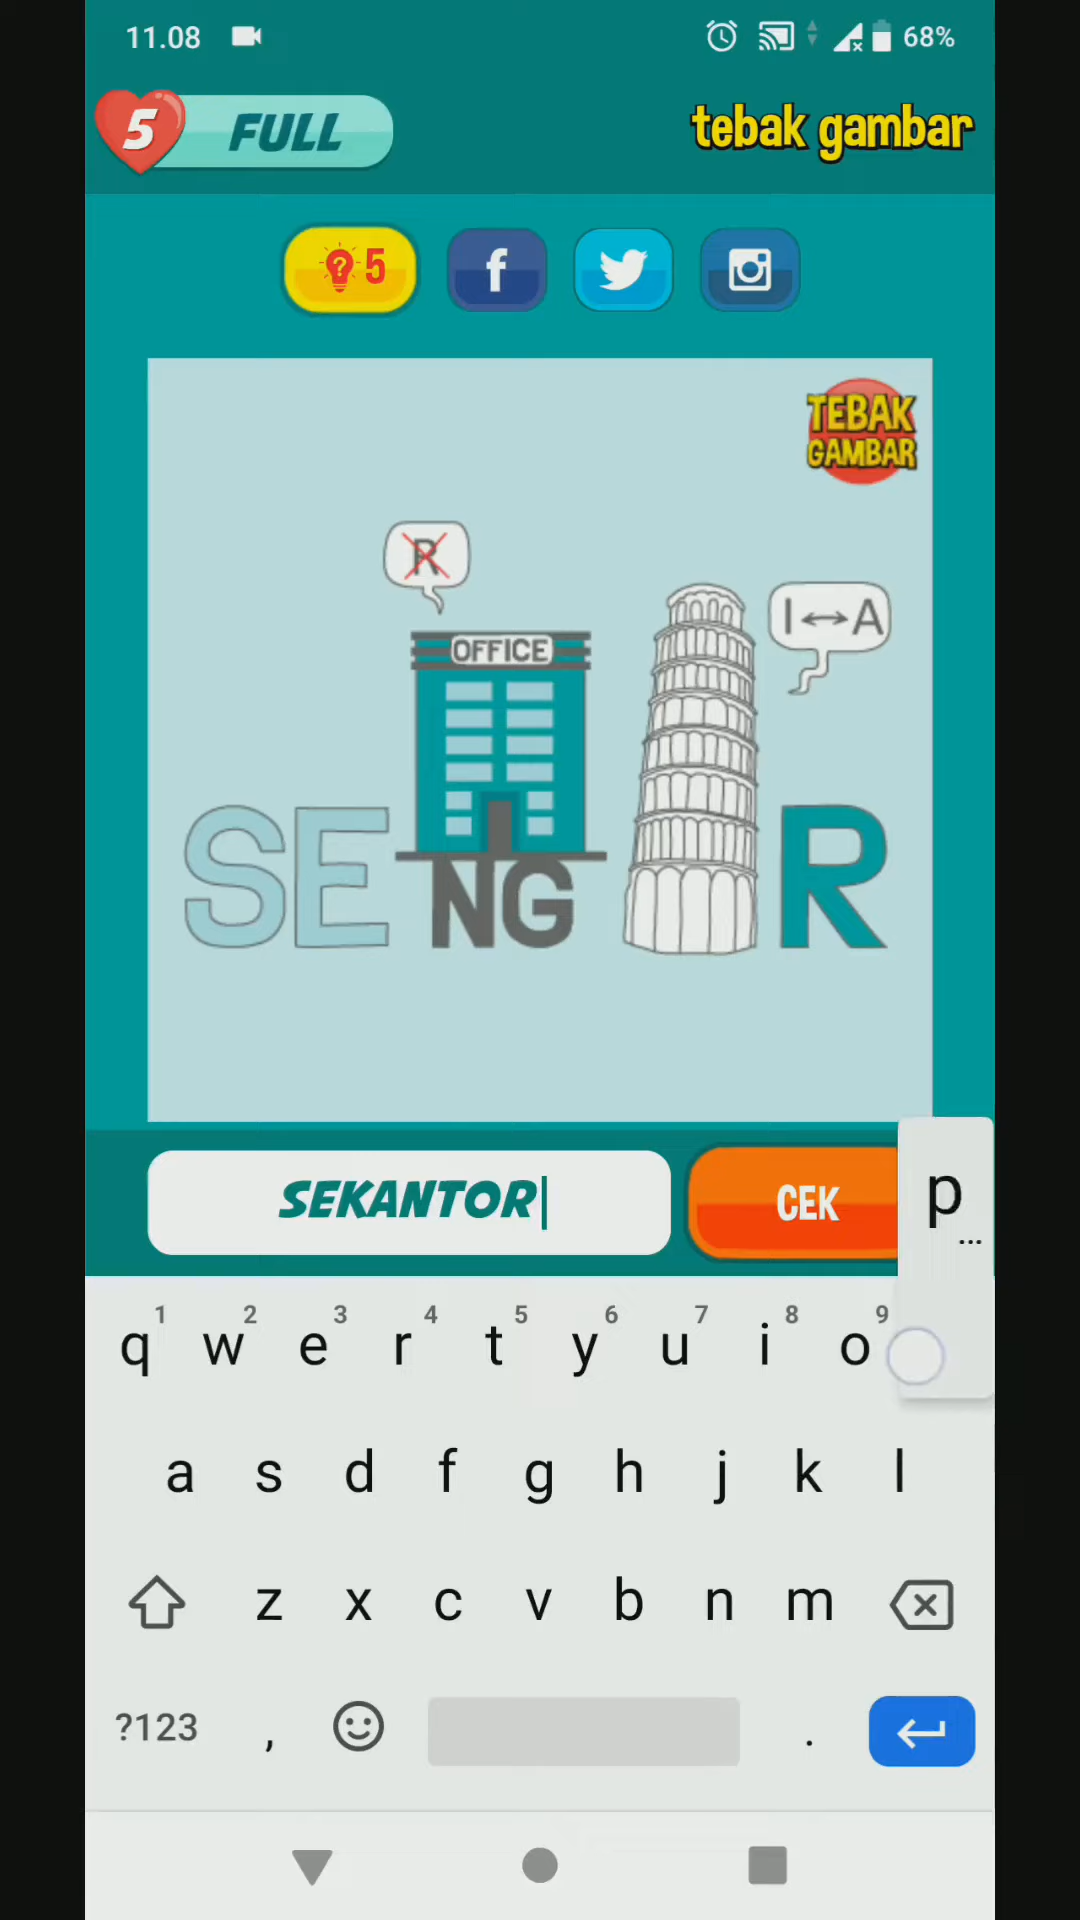 11.08
68%
5 FULL
tebak gambar
? 5
f
TEBAK
GAMBAR
R
I↔A
OFFICE
SE NG R
SEKANTOR
CEK
p
...
1 2 3 4 5 6 7 8 9
q w e r t y u i o
a s d f g h j k l
z x c v b n m
?123 , .